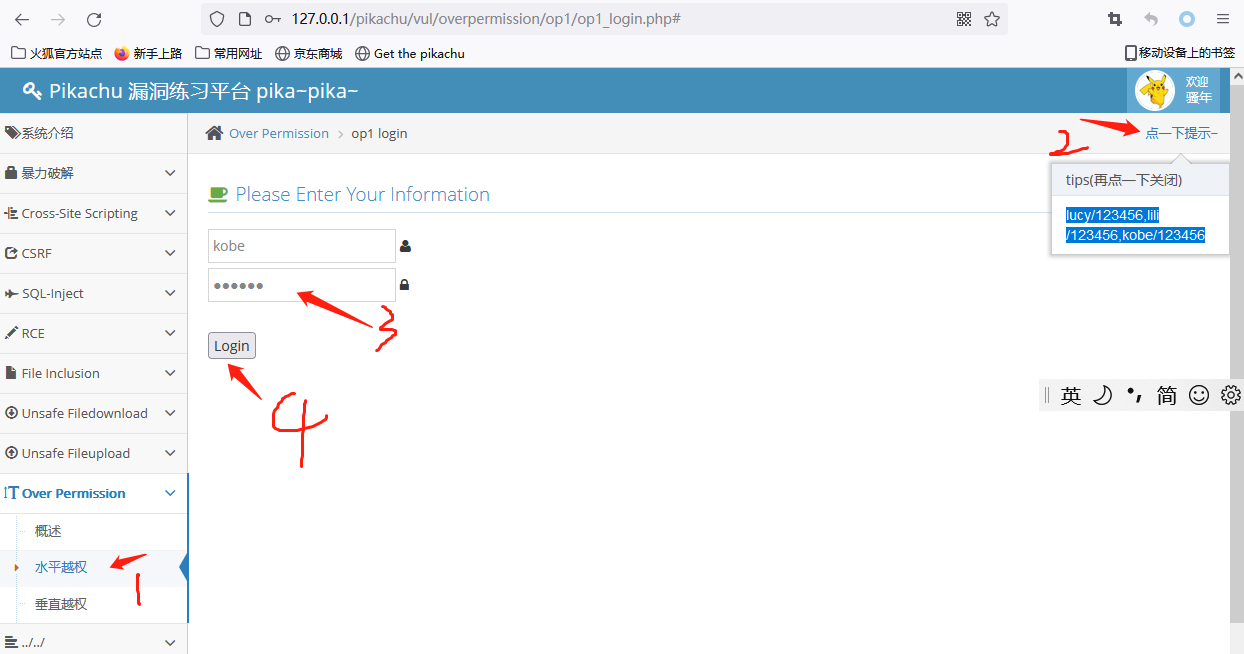 127.0.0.1/pikachu/vul/overpermission/op1/op1_login.php#
火狐官方站点 新手上路 常用网址 京东商城 Get the pikachu 移动设备上的书签
Pikachu 漏洞练习平台 pika~pika~
欢迎
骚年
系统介绍
Over Permission > op1 login
点一下提示~
2
暴力破解
tips(再点一下关闭)
Cross-Site Scripting
Please Enter Your Information
lucy/123456,lili
/123456,kobe/123456
CSRF
kobe
SQL-Inject
3
RCE
Login
File Inclusion
英 简
Unsafe Filedownload
4
Unsafe Fileupload
Over Permission
概述
水平越权
1
垂直越权
../../